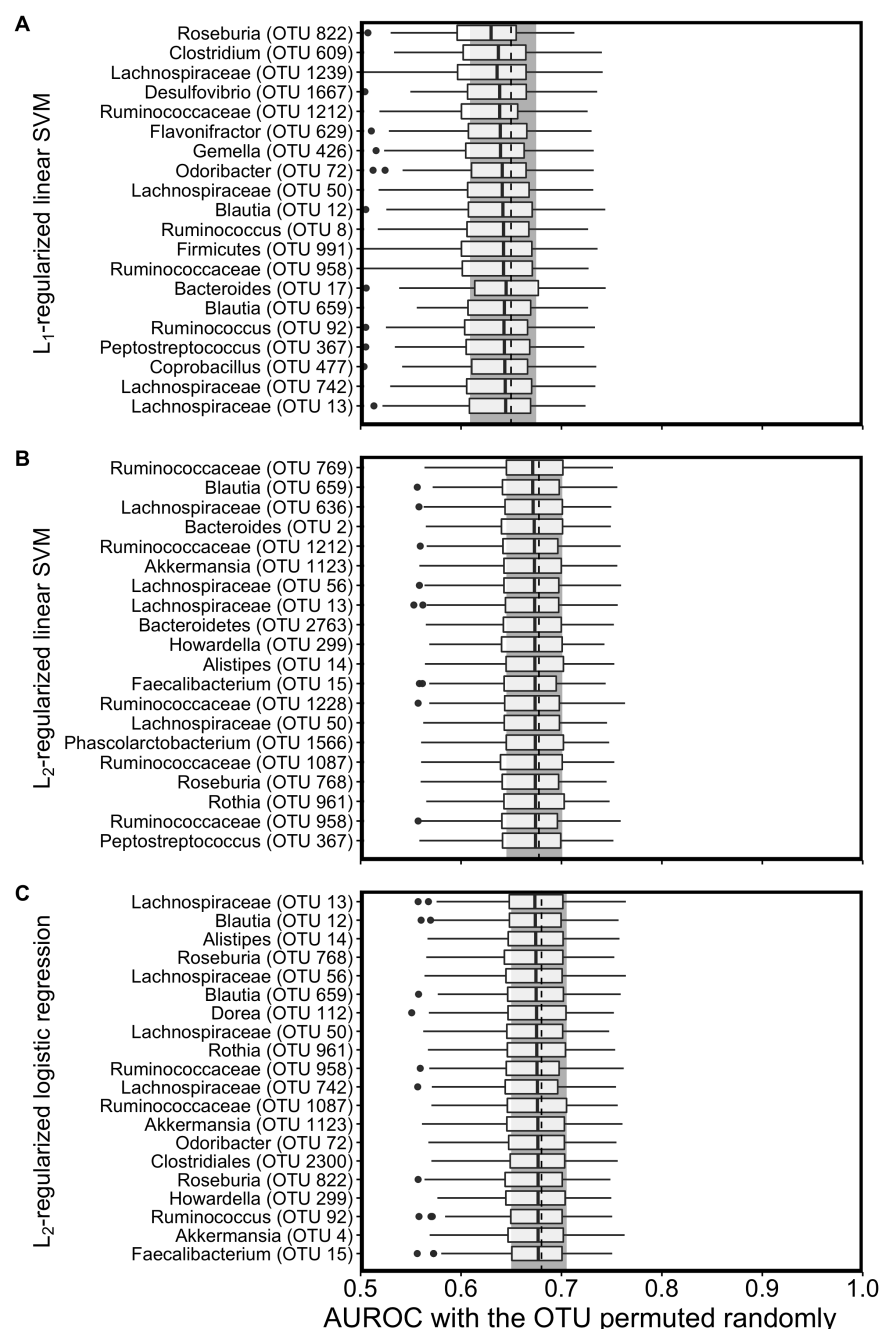 A
L1-regularized linear SVM
Roseburia (OTU 822)
Clostridium (OTU 609)
Lachnospiraceae (OTU 1239)
Desulfovibrio (OTU 1667)
Ruminococcaceae (OTU 1212)
Flavonifractor (OTU 629)
Gemella (OTU 426)
Odoribacter (OTU 72)
Lachnospiraceae (OTU 50)
Blautia (OTU 12)
Ruminococcus (OTU 8)
Firmicutes (OTU 991)
Ruminococcaceae (OTU 958)
Bacteroides (OTU 17)
Blautia (OTU 659)
Ruminococcus (OTU 92)
Peptostreptococcus (OTU 367)
Coprobacillus (OTU 477)
Lachnospiraceae (OTU 742)
Lachnospiraceae (OTU 13)
B
L2-regularized linear SVM
Ruminococcaceae (OTU 769)
Blautia (OTU 659)
Lachnospiraceae (OTU 636)
Bacteroides (OTU 2)
Ruminococcaceae (OTU 1212)
Akkermansia (OTU 1123)
Lachnospiraceae (OTU 56)
Lachnospiraceae (OTU 13)
Bacteroidetes (OTU 2763)
Howardella (OTU 299)
Alistipes (OTU 14)
Faecalibacterium (OTU 15)
Ruminococcaceae (OTU 1228)
Lachnospiraceae (OTU 50)
Phascolarctobacterium (OTU 1566)
Ruminococcaceae (OTU 1087)
Roseburia (OTU 768)
Rothia (OTU 961)
Ruminococcaceae (OTU 958)
Peptostreptococcus (OTU 367)
C
L2-regularized logistic regression
Lachnospiraceae (OTU 13)
Blautia (OTU 12)
Alistipes (OTU 14)
Roseburia (OTU 768)
Lachnospiraceae (OTU 56)
Blautia (OTU 659)
Dorea (OTU 112)
Lachnospiraceae (OTU 50)
Rothia (OTU 961)
Ruminococcaceae (OTU 958)
Lachnospiraceae (OTU 742)
Ruminococcaceae (OTU 1087)
Akkermansia (OTU 1123)
Odoribacter (OTU 72)
Clostridiales (OTU 2300)
Roseburia (OTU 822)
Howardella (OTU 299)
Ruminococcus (OTU 92)
Akkermansia (OTU 4)
Faecalibacterium (OTU 15)
0.5 0.6 0.7 0.8 0.9 1.0
AUROC with the OTU permuted randomly